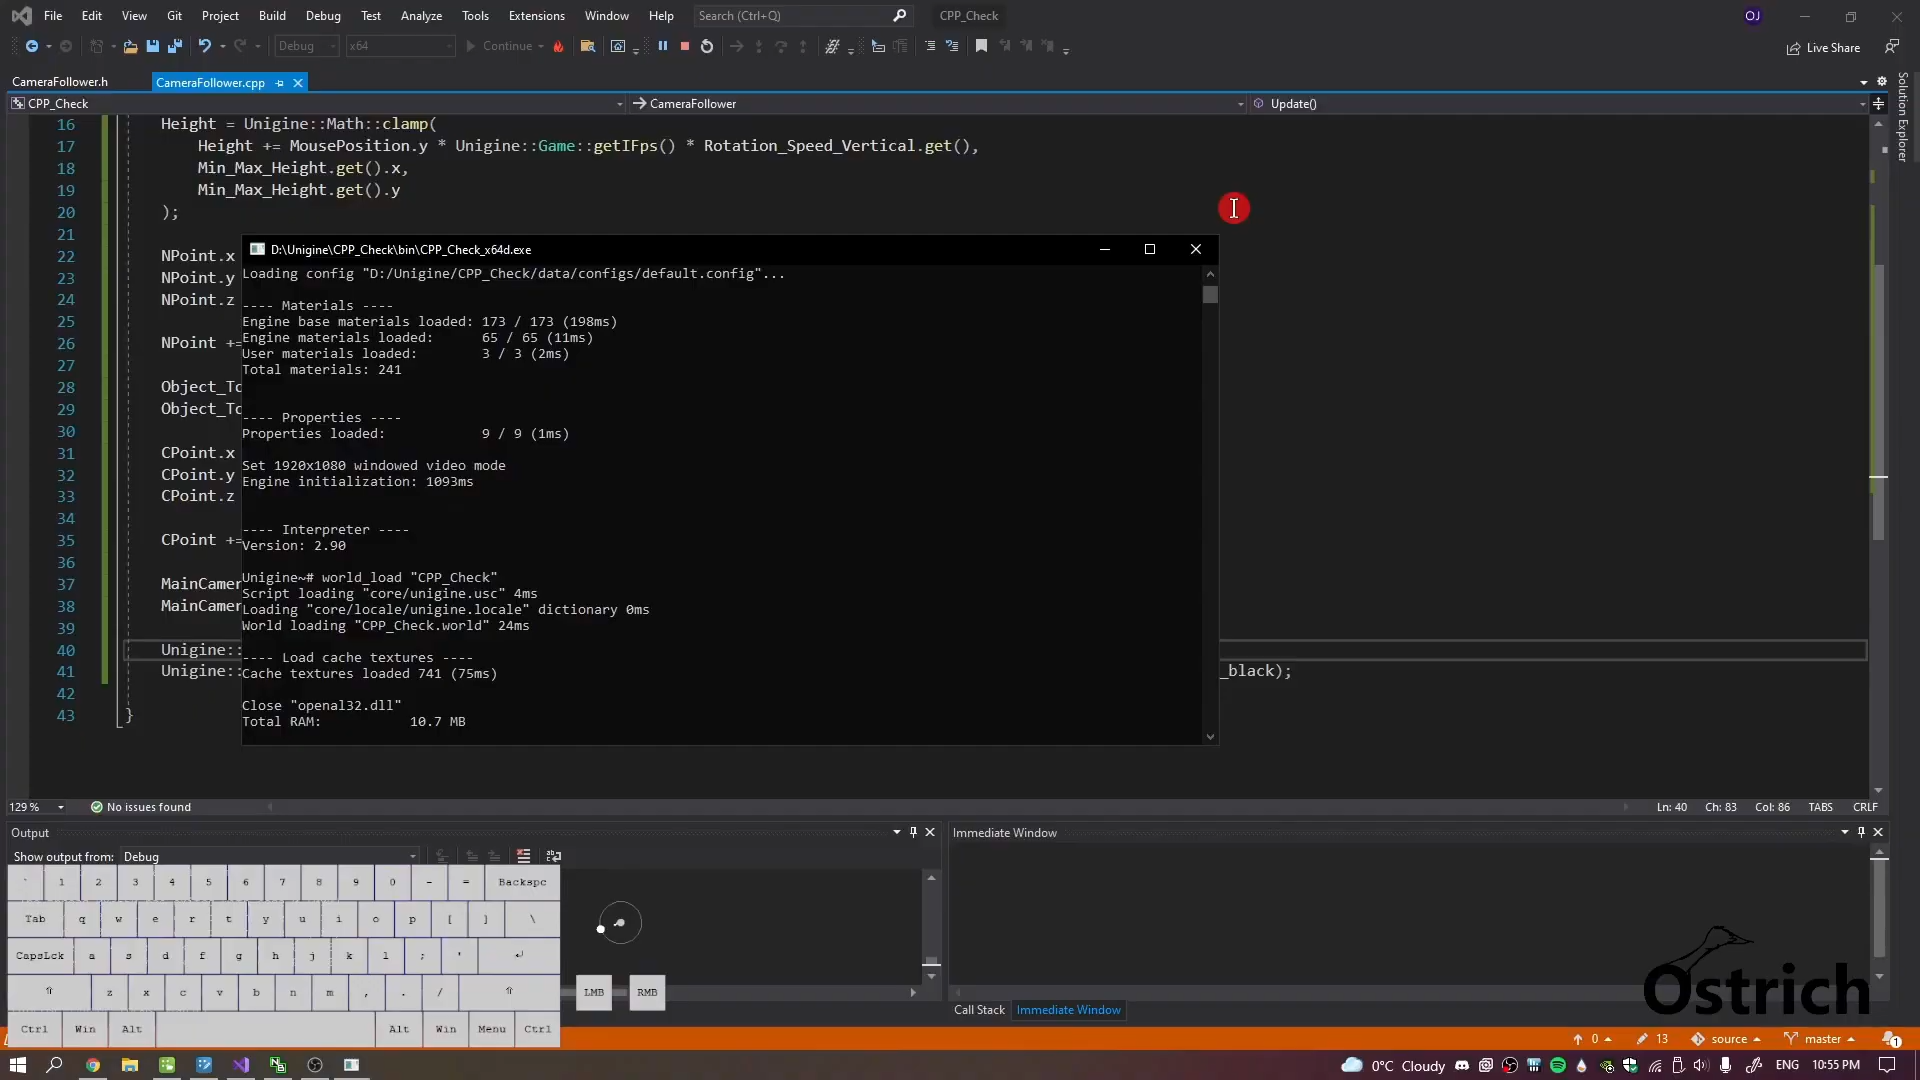 File Edit View Git Project Build Debug Test Analyze Tools Extensions Window Help Search (Ctrl+Q) CPP_Check OJ
Debug x64 Continue Live Share
CameraFollower.h CameraFollower.cpp
CPP_Check CameraFollower Update()
Solution Explorer
16 Height = Unigine::Math::clamp(
17 Height += MousePosition.y * Unigine::Game::getIFps() * Rotation_Speed_Vertical.get(),
18 Min_Max_Height.get().x,
19 Min_Max_Height.get().y
20 );
21
22 NPoint.x
23 NPoint.y
24 NPoint.z
25
26 NPoint +=
27
28 Object_To
29 Object_To
30
31 CPoint.x
32 CPoint.y
33 CPoint.z
34
35 CPoint +=
36
37 MainCamer
38 MainCamer
39
40 Unigine::
41 Unigine:: _black);
42
43 }
D:\Unigine\CPP_Check\bin\CPP_Check_x64d.exe
Loading config "D:/Unigine/CPP_Check/data/configs/default.config"...
---- Materials ----
Engine base materials loaded: 173 / 173 (198ms)
Engine materials loaded: 65 / 65 (11ms)
User materials loaded: 3 / 3 (2ms)
Total materials: 241
---- Properties ----
Properties loaded: 9 / 9 (1ms)
Set 1920x1080 windowed video mode
Engine initialization: 1093ms
---- Interpreter ----
Version: 2.90
Unigine~# world_load "CPP_Check"
Script loading "core/unigine.usc" 4ms
Loading "core/locale/unigine.locale" dictionary 0ms
World loading "CPP_Check.world" 24ms
---- Load cache textures ----
Cache textures loaded 741 (75ms)
Close "openal32.dll"
Total RAM: 10.7 MB
129 % No issues found Ln: 40 Ch: 83 Col: 86 TABS CRLF
Output Immediate Window
Show output from: Debug
` 1 2 3 4 5 6 7 8 9 0 - = Backspc
Tab q w e r t y u i o p [ ] \
CapsLck a s d f g h j k l ; '
z x c v b n m , . /
LMB RMB
Ctrl Win Alt Alt Win Menu Ctrl
Ostrich
Call Stack Immediate Window
0 13 source master 1
0°C Cloudy ENG 10:55 PM